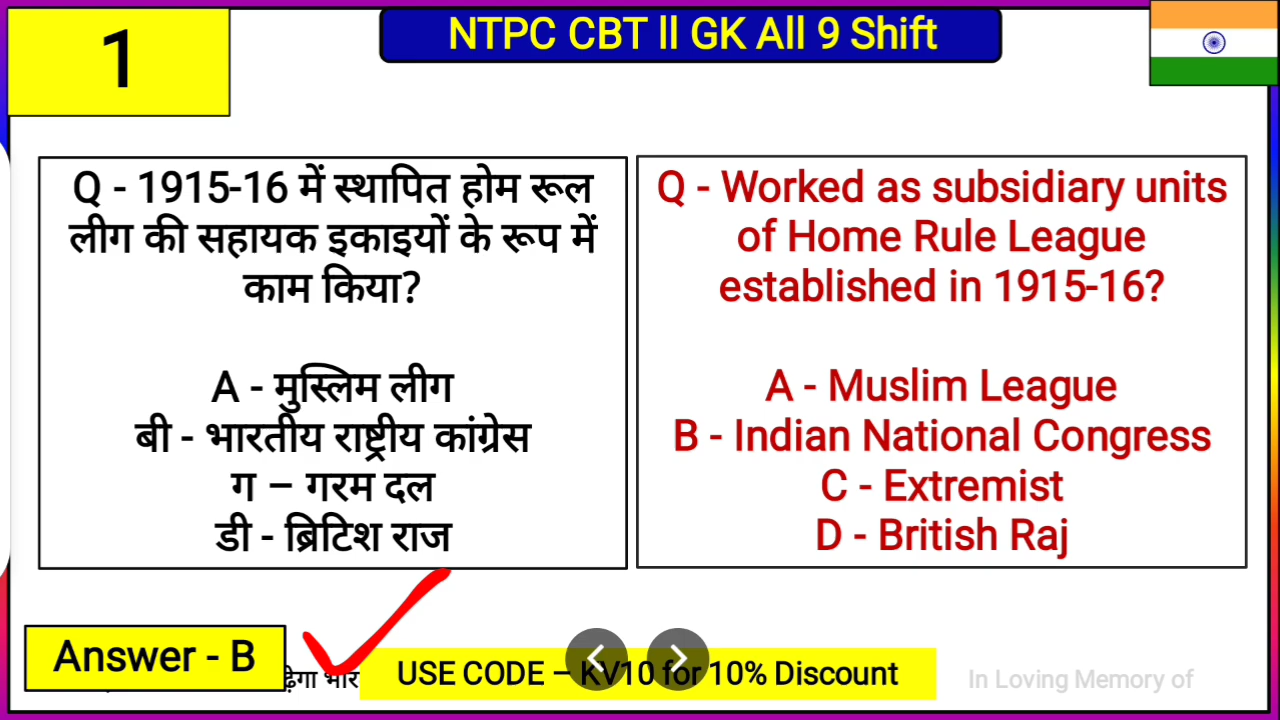 1
NTPC CBT ll GK All 9 Shift
Q - 1915-16 में स्थापित होम रूल
लीग की सहायक इकाइयों के रूप में
काम किया?
A - मुस्लिम लीग
बी - भारतीय राष्ट्रीय कांग्रेस
ग – गरम दल
डी - ब्रिटिश राज
Q - Worked as subsidiary units
of Home Rule League
established in 1915-16?
A - Muslim League
B - Indian National Congress
C - Extremist
D - British Raj
Answer - B
USE CODE – KV10 for 10% Discount
In Loving Memory of